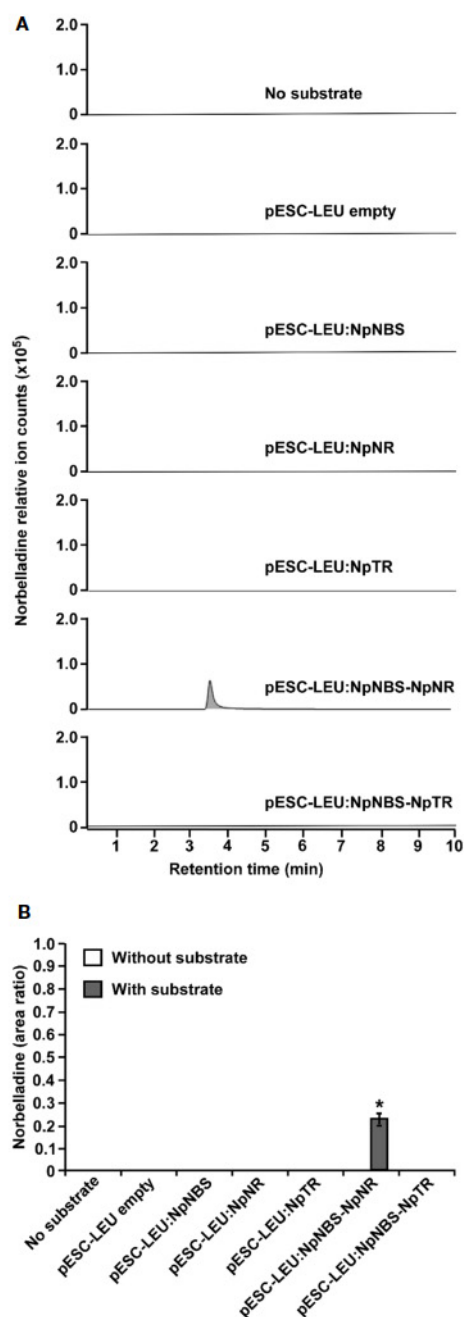 A
Norbelladine relative ion counts (x10⁵)
2.0
1.0
0
No substrate
2.0
1.0
0
pESC-LEU empty
2.0
1.0
0
pESC-LEU:NpNBS
2.0
1.0
0
pESC-LEU:NpNR
2.0
1.0
0
pESC-LEU:NpTR
2.0
1.0
0
pESC-LEU:NpNBS-NpNR
2.0
1.0
0
pESC-LEU:NpNBS-NpTR
1 2 3 4 5 6 7 8 9 10
Retention time (min)
B
Norbelladine (area ratio)
1.0
0.9
0.8
0.7
0.6
0.5
0.4
0.3
0.2
0.1
0
Without substrate
With substrate
*
No substrate
pESC-LEU empty
pESC-LEU:NpNBS
pESC-LEU:NpNR
pESC-LEU:NpTR
pESC-LEU:NpNBS-NpNR
pESC-LEU:NpNBS-NpTR